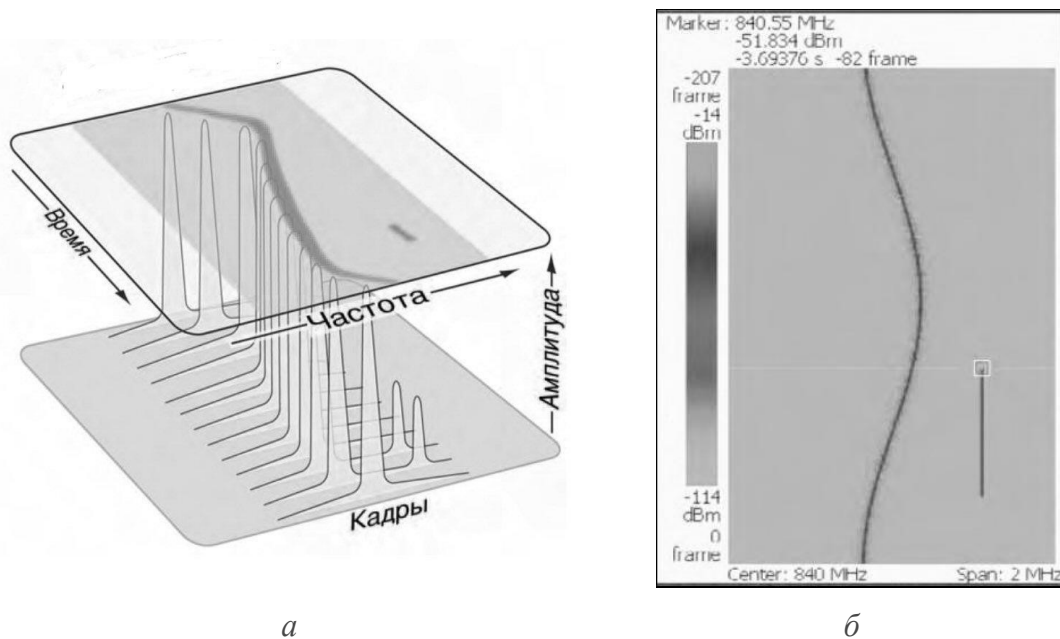 Время
Частота
Амплитуда
Кадры
а
Marker: 840.55 MHz
-51.834 dBm
-3.69376 s -82 frame
-207
frame
-14
dBm
-114
dBm
0
frame
Center: 840 MHz
Span: 2 MHz
б